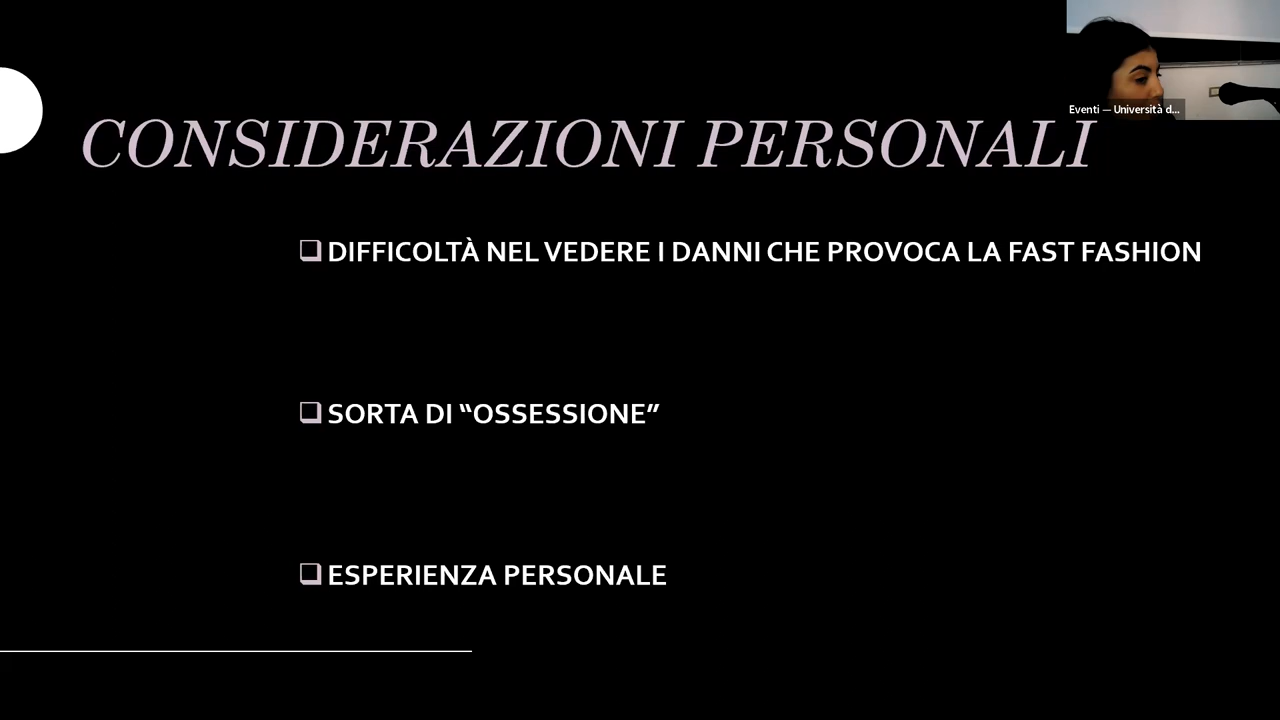 Eventi — Università d...
CONSIDERAZIONI PERSONALI
DIFFICOLTÀ NEL VEDERE I DANNI CHE PROVOCA LA FAST FASHION
SORTA DI “OSSESSIONE”
ESPERIENZA PERSONALE